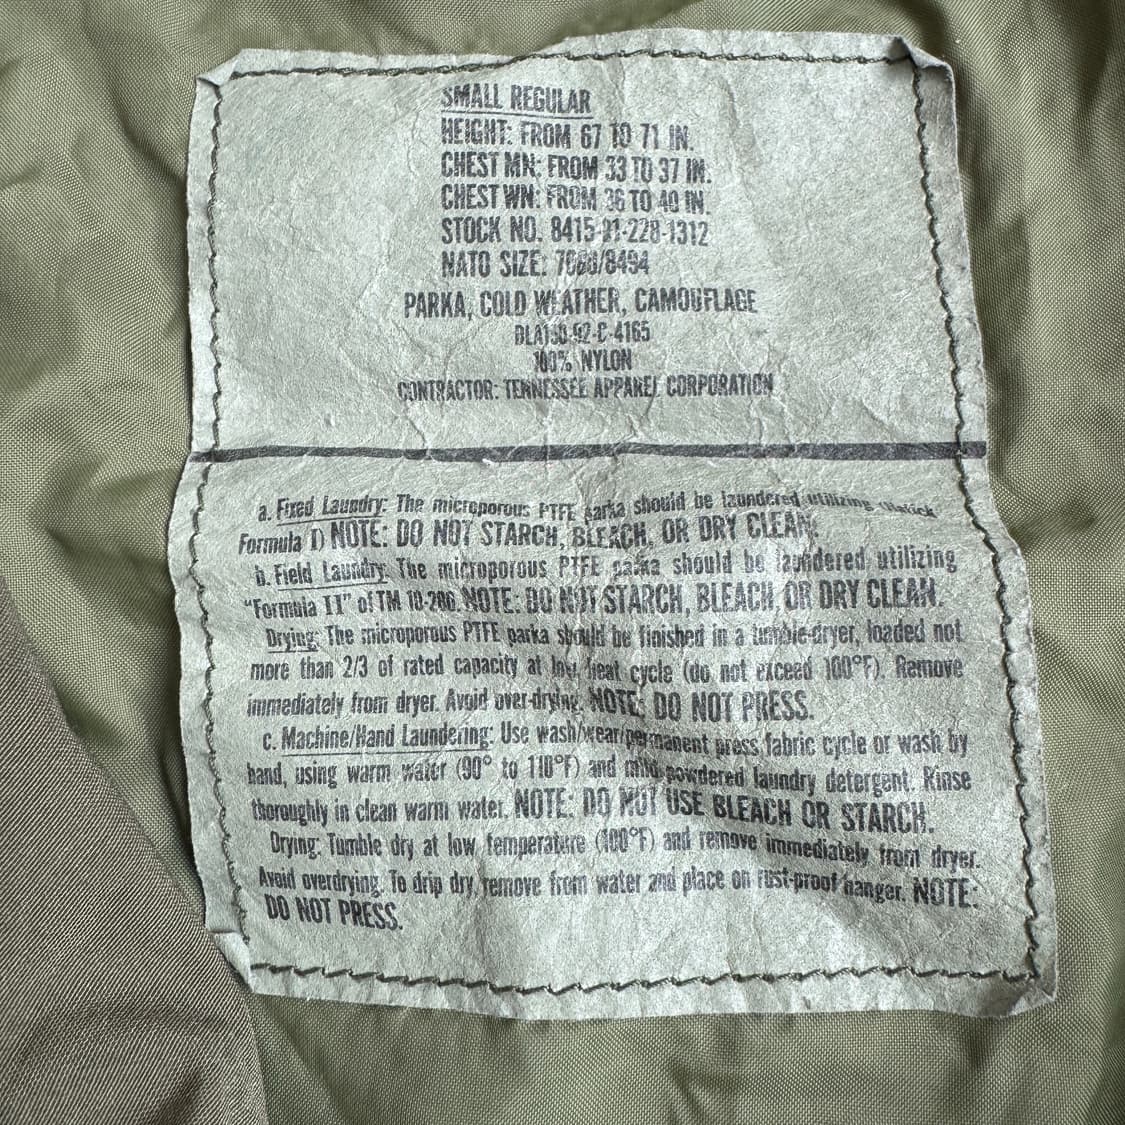 SMALL REGULAR
HEIGHT: FROM 67 TO 71 IN.
CHEST MN: FROM 33 TO 37 IN.
CHEST WN: FROM 36 TO 40 IN.
STOCK NO. 8415-01-228-1312
NATO SIZE:
PARKA, COLD WEATHER, CAMOUFLAGE
DLA100-92-C-4165
100% NYLON
CONTRACTOR: TENNESSEE APPAREL CORPORATION
a. Fixed Laundry: The microporous PTFE parka should be laundered utilizing
Formula I) NOTE: DO NOT STARCH, BLEACH, OR DRY CLEAN.
b. Field Laundry: The microporous PTFE parka should be laundered utilizing
"Formula II" of TM 10-280. NOTE: DO NOT STARCH, BLEACH, OR DRY CLEAN.
Drying: The microporous PTFE parka should be finished in a tumble-dryer, loaded not
more than 2/3 of rated capacity at low heat cycle (do not exceed 100°F). Remove
immediately from dryer. Avoid over-drying. NOTE: DO NOT PRESS.
c. Machine/Hand Laundering: Use wash/wear/permanent press fabric cycle or wash by
hand, using warm water (90° to 110°F) and mild powdered laundry detergent. Rinse
thoroughly in clean warm water. NOTE: DO NOT USE BLEACH OR STARCH.
Drying: Tumble dry at low temperature (100°F) and remove immediately from dryer.
Avoid overdrying. To drip dry, remove from water and place on rust-proof hanger. NOTE:
DO NOT PRESS.